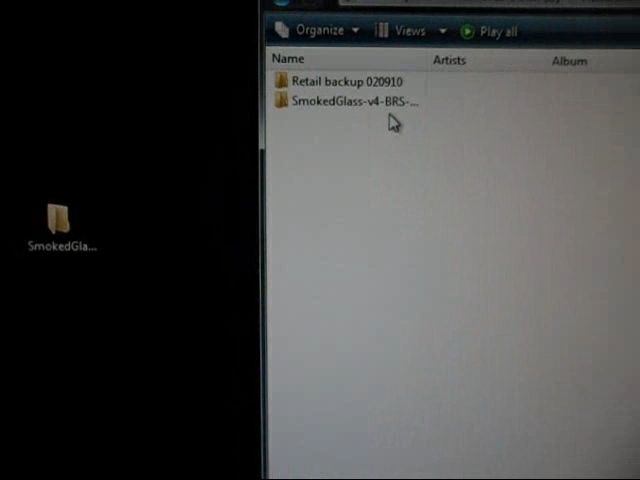 Organize Views Play all
Name Artists Album
Retail backup 020910
SmokedGlass-v4-BRS-...
SmokedGla...